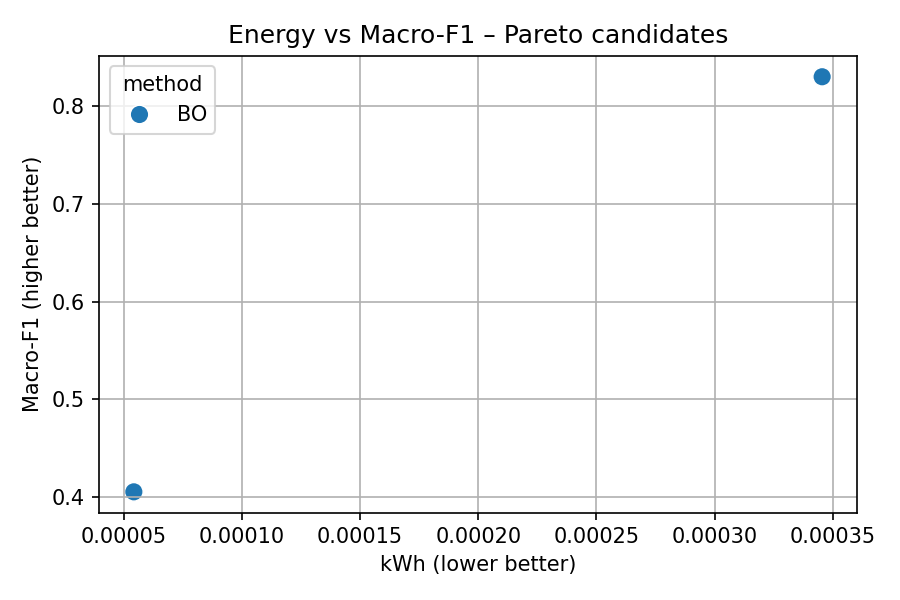 Energy vs Macro-F1 – Pareto candidates
method
BO
Macro-F1 (higher better)
0.8
0.7
0.6
0.5
0.4
0.00005 0.00010 0.00015 0.00020 0.00025 0.00030 0.00035
kWh (lower better)